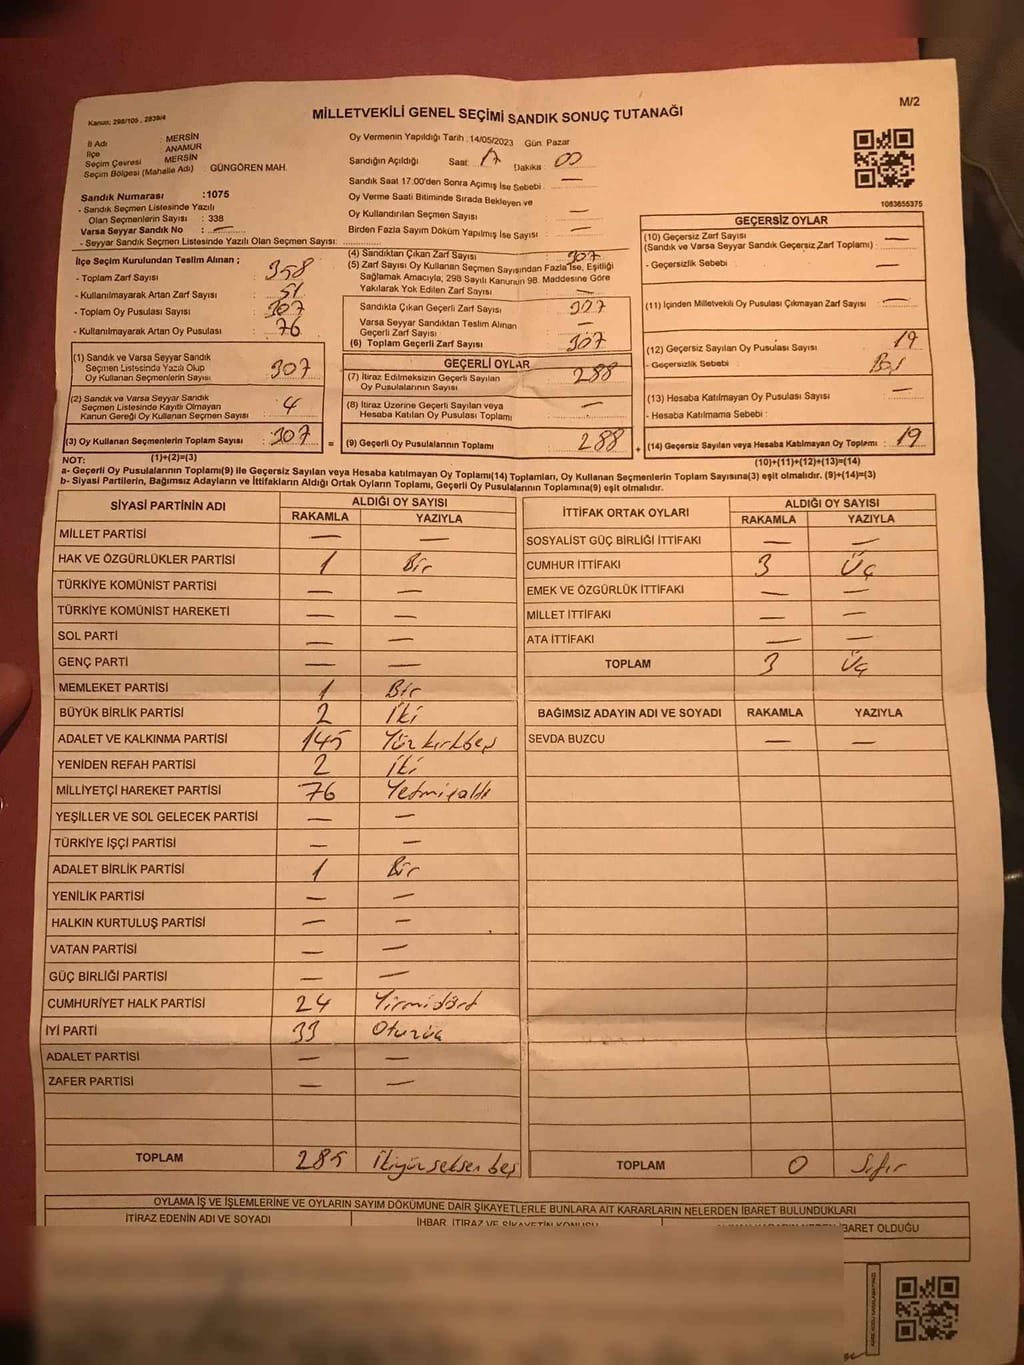 M/2
Kanun: 298/105 , 2839/4
MİLLETVEKİLİ GENEL SEÇİMİ SANDIK SONUÇ TUTANAĞI
İl Adı : MERSİN
İlçe : ANAMUR
Seçim Çevresi : MERSİN
Seçim Bölgesi (Mahalle Adı) : GÜNGÖREN MAH.
Sandık Numarası :1075
- Sandık Seçmen Listesinde Yazılı
Olan Seçmenlerin Sayısı : 338
Varsa Seyyar Sandık No : —
- Seyyar Sandık Seçmen Listesinde Yazılı Olan Seçmen Sayısı:
Oy Vermenin Yapıldığı Tarih :14/05/2023 Gün: Pazar
Sandığın Açıldığı Saat: 17 Dakika : 00
Sandık Saat 17.00'den Sonra Açılmış İse Sebebi : —
Oy Verme Saati Bitiminde Sırada Bekleyen ve
Oy Kullandırılan Seçmen Sayısı : —
Birden Fazla Sayım Döküm Yapılmış İse Sayısı : —
1083655375
İlçe Seçim Kurulundan Teslim Alınan ;
- Toplam Zarf Sayısı : 358
- Kullanılmayarak Artan Zarf Sayısı : 51
- Toplam Oy Pusulası Sayısı : 307
- Kullanılmayarak Artan Oy Pusulası : 76
(1) Sandık ve Varsa Seyyar Sandık
Seçmen Listesinde Yazılı Olup
Oy Kullanan Seçmenlerin Sayısı : 307
(2) Sandık ve Varsa Seyyar Sandık
Seçmen Listesinde Kayıtlı Olmayan
Kanun Gereği Oy Kullanan Seçmen Sayısı : 4
(3) Oy Kullanan Seçmenlerin Toplam Sayısı : 307
(4) Sandıktan Çıkan Zarf Sayısı : 307
(5) Zarf Sayısı Oy Kullanan Seçmen Sayısından Fazla İse, Eşitliği
Sağlamak Amacıyla, 298 Sayılı Kanunun 98. Maddesine Göre
Yakılarak Yok Edilen Zarf Sayısı : —
Sandıkta Çıkan Geçerli Zarf Sayısı : 307
Varsa Seyyar Sandıktan Teslim Alınan
Geçerli Zarf Sayısı : —
(6) Toplam Geçerli Zarf Sayısı : 307
GEÇERLİ OYLAR
(7) İtiraz Edilmeksizin Geçerli Sayılan
Oy Pusulalarının Sayısı : 288
(8) İtiraz Üzerine Geçerli Sayılan veya
Hesaba Katılan Oy Pusulası Toplamı : —
= (9) Geçerli Oy Pusulalarının Toplamı : 288
GEÇERSİZ OYLAR
(10) Geçersiz Zarf Sayısı : —
(Sandık ve Varsa Seyyar Sandık Geçersiz Zarf Toplamı) :
- Geçersizlik Sebebi : —
(11) İçinden Milletvekili Oy Pusulası Çıkmayan Zarf Sayısı : —
(12) Geçersiz Sayılan Oy Pusulası Sayısı : 19
- Geçersizlik Sebebi : Boş
(13) Hesaba Katılmayan Oy Pusulası Sayısı : —
- Hesaba Katılmama Sebebi :
+ (14) Geçersiz Sayılan veya Hesaba Katılmayan Oy Toplamı : 19
NOT: (1)+(2)=(3)
(10)+(11)+(12)+(13)=(14)
a- Geçerli Oy Pusulalarının Toplamı(9) ile Geçersiz Sayılan veya Hesaba katılmayan Oy Toplamı(14) Toplamları, Oy Kullanan Seçmenlerin Toplam Sayısına(3) eşit olmalıdır. (9)+(14)=(3)
b- Siyasi Partilerin, Bağımsız Adayların ve İttifakların Aldığı Ortak Oyların Toplamı, Geçerli Oy Pusulalarının Toplamına(9) eşit olmalıdır.
SİYASİ PARTİNİN ADI ALDIĞI OY SAYISI
RAKAMLA YAZIYLA
MİLLET PARTİSİ — —
HAK VE ÖZGÜRLÜKLER PARTİSİ 1 Bir
TÜRKİYE KOMÜNİST PARTİSİ — —
TÜRKİYE KOMÜNİST HAREKETİ — —
SOL PARTİ — —
GENÇ PARTİ — —
MEMLEKET PARTİSİ 1 Bir
BÜYÜK BİRLİK PARTİSİ 2 İki
ADALET VE KALKINMA PARTİSİ 145 Yüzkırkbeş
YENİDEN REFAH PARTİSİ 2 İki
MİLLİYETÇİ HAREKET PARTİSİ 76 Yetmişaltı
YEŞİLLER VE SOL GELECEK PARTİSİ — —
TÜRKİYE İŞÇİ PARTİSİ — —
ADALET BİRLİK PARTİSİ 1 Bir
YENİLİK PARTİSİ — —
HALKIN KURTULUŞ PARTİSİ — —
VATAN PARTİSİ — —
GÜÇ BİRLİĞİ PARTİSİ — —
CUMHURİYET HALK PARTİSİ 24 Yirmidört
İYİ PARTİ 33 Otuzüç
ADALET PARTİSİ — —
ZAFER PARTİSİ — —
TOPLAM 285 İkiyüzseksenbeş
İTTİFAK ORTAK OYLARI ALDIĞI OY SAYISI
RAKAMLA YAZIYLA
SOSYALİST GÜÇ BİRLİĞİ İTTİFAKI — —
CUMHUR İTTİFAKI 3 Üç
EMEK VE ÖZGÜRLÜK İTTİFAKI — —
MİLLET İTTİFAKI — —
ATA İTTİFAKI — —
TOPLAM 3 Üç
BAĞIMSIZ ADAYIN ADI VE SOYADI RAKAMLA YAZIYLA
SEVDA BUZCU — —
TOPLAM 0 Sıfır
OYLAMA İŞ VE İŞLEMLERİNE VE OYLARIN SAYIM DÖKÜMÜNE DAİR ŞİKAYETLERLE BUNLARA AİT KARARLARIN NELERDEN İBARET BULUNDUKLARI
İTİRAZ EDENİN ADI VE SOYADI
İHBAR, İTİRAZ VE ŞİKAYETİN KONUSU
İBARET OLDUĞU